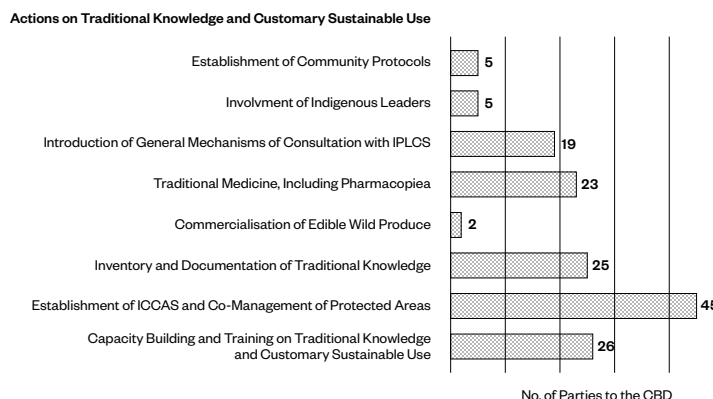 Actions on Traditional Knowledge and Customary Sustainable Use
Establishment of Community Protocols 5
Involvment of Indigenous Leaders 5
Introduction of General Mechanisms of Consultation with IPLCS 19
Traditional Medicine, Including Pharmacopiea 23
Commercialisation of Edible Wild Produce 2
Inventory and Documentation of Traditional Knowledge 25
Establishment of ICCAS and Co-Management of Protected Areas 45
Capacity Building and Training on Traditional Knowledge
and Customary Sustainable Use 26
No. of Parties to the CBD